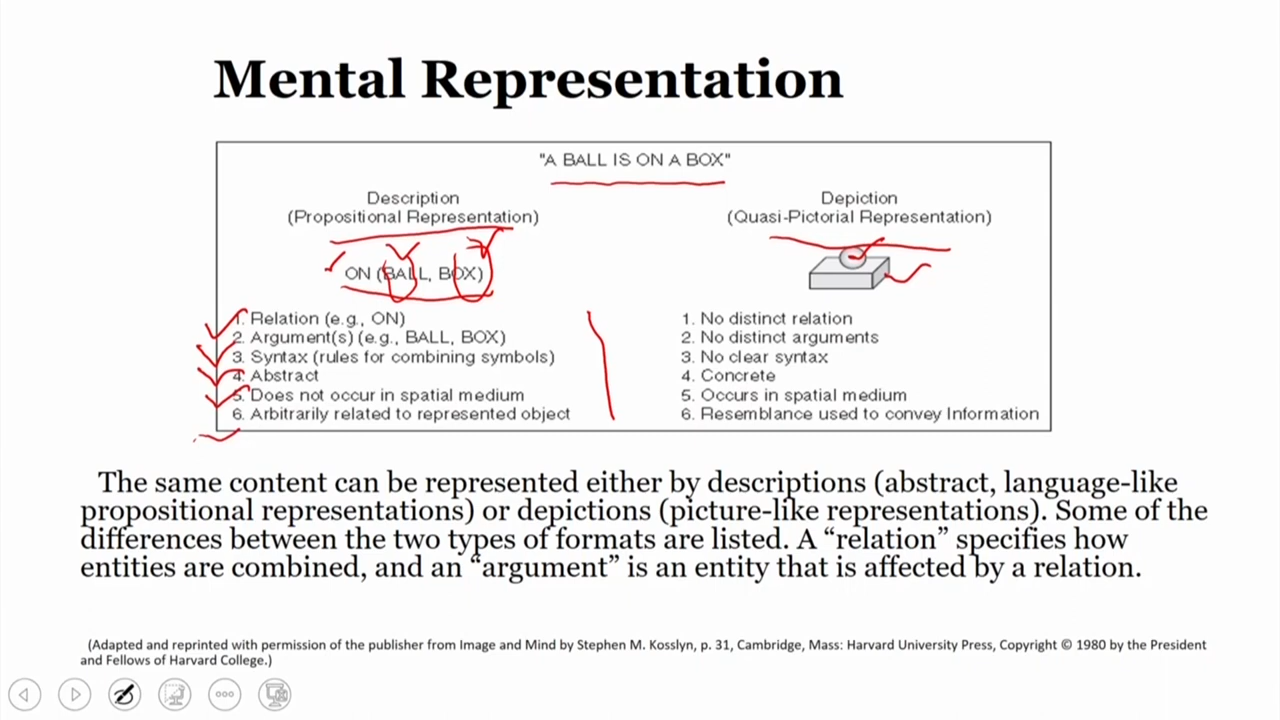 Mental Representation
"A BALL IS ON A BOX"
Description
(Propositional Representation)
ON (BALL, BOX)
1. Relation (e.g., ON)
2. Argument(s) (e.g., BALL, BOX)
3. Syntax (rules for combining symbols)
4. Abstract
5. Does not occur in spatial medium
6. Arbitrarily related to represented object
Depiction
(Quasi-Pictorial Representation)
1. No distinct relation
2. No distinct arguments
3. No clear syntax
4. Concrete
5. Occurs in spatial medium
6. Resemblance used to convey Information
The same content can be represented either by descriptions (abstract, language-like
propositional representations) or depictions (picture-like representations). Some of the
differences between the two types of formats are listed. A “relation” specifies how
entities are combined, and an “argument” is an entity that is affected by a relation.
(Adapted and reprinted with permission of the publisher from Image and Mind by Stephen M. Kosslyn, p. 31, Cambridge, Mass: Harvard University Press, Copyright © 1980 by the President
and Fellows of Harvard College.)